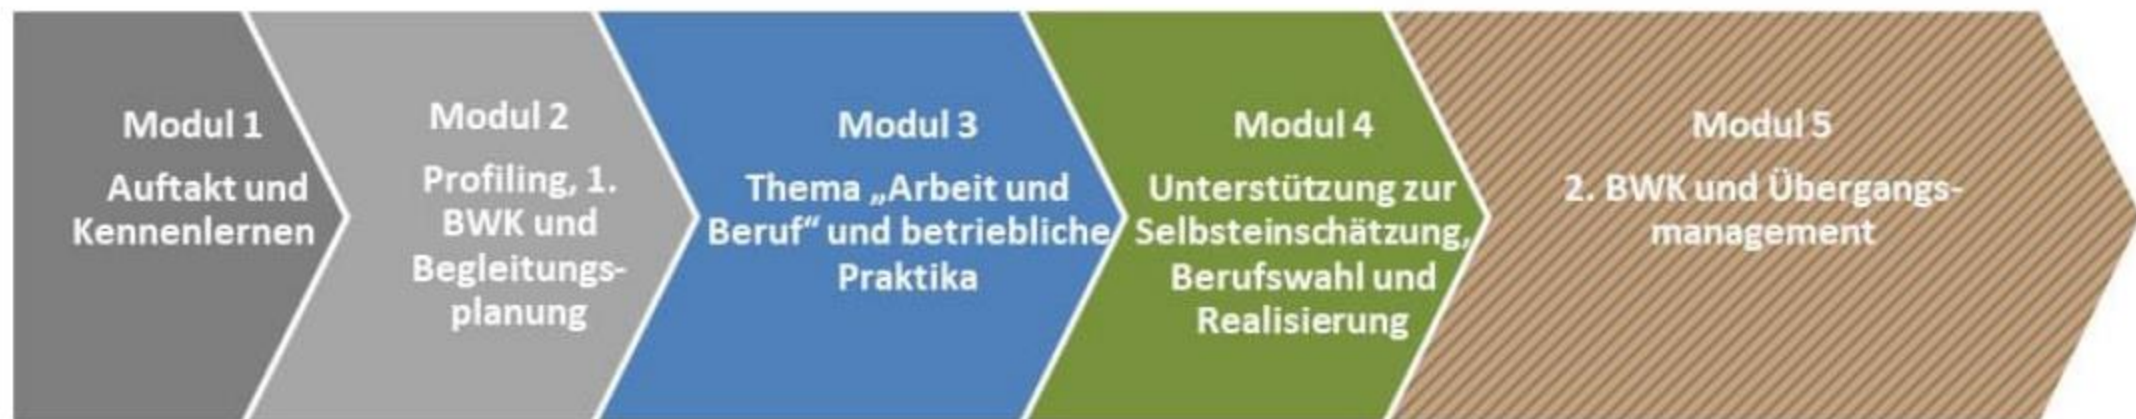 Modul 1
Auftakt und
Kennenlernen
Modul 2
Profiling, 1.
BWK und
Begleitungs-
planung
Modul 3
Thema „Arbeit und
Beruf“ und betriebliche
Praktika
Modul 4
Unterstützung zur
Selbsteinschätzung,
Berufswahl und
Realisierung
Modul 5
2. BWK und Übergangs-
management